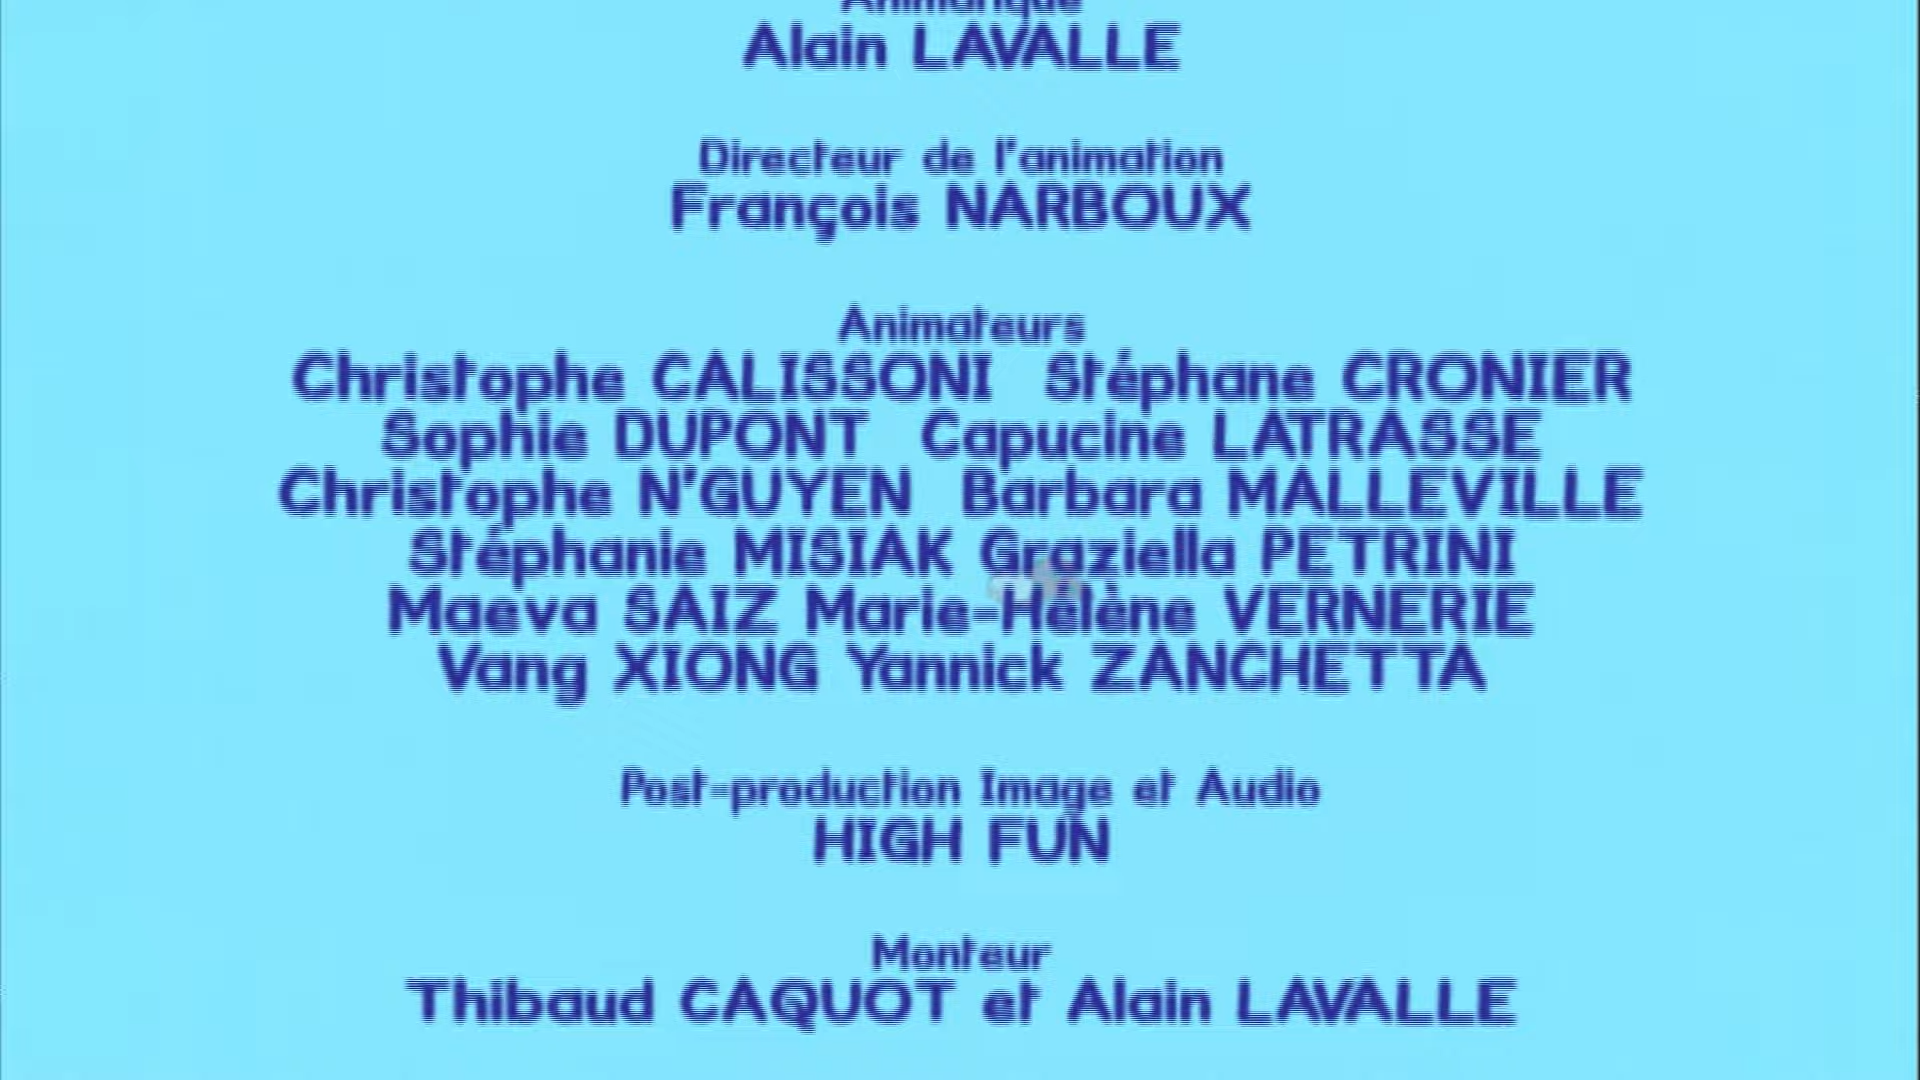 Animatique
Alain LAVALLE
Directeur de l'animation
François NARBOUX
Animateurs
Christophe CALISSONI Stéphane CRONIER
Sophie DUPONT Capucine LATRASSE
Christophe N'GUYEN Barbara MALLEVILLE
Stéphanie MISIAK Graziella PETRINI
Maeva SAIZ Marie-Hélène VERNERIE
Vang XIONG Yannick ZANCHETTA
Post-production Image et Audio
HIGH FUN
Monteur
Thibaud CAQUOT et Alain LAVALLE